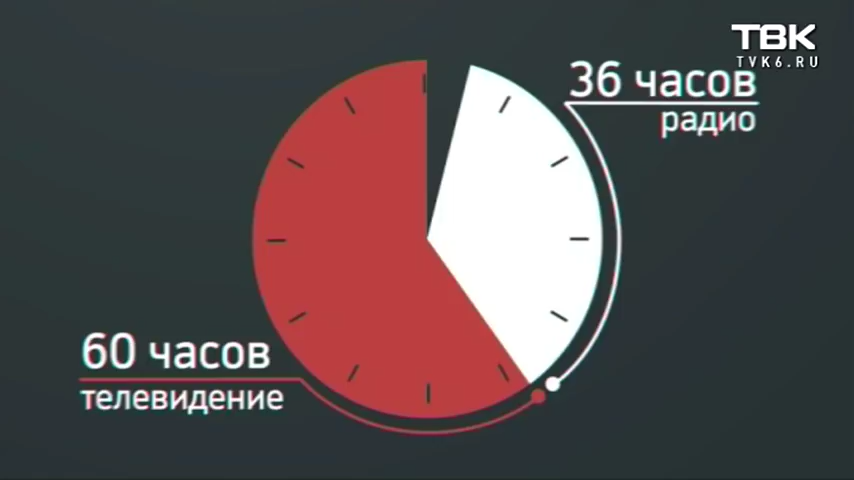 ТВК
TVK6.RU
36 часов
радио
60 часов
телевидение